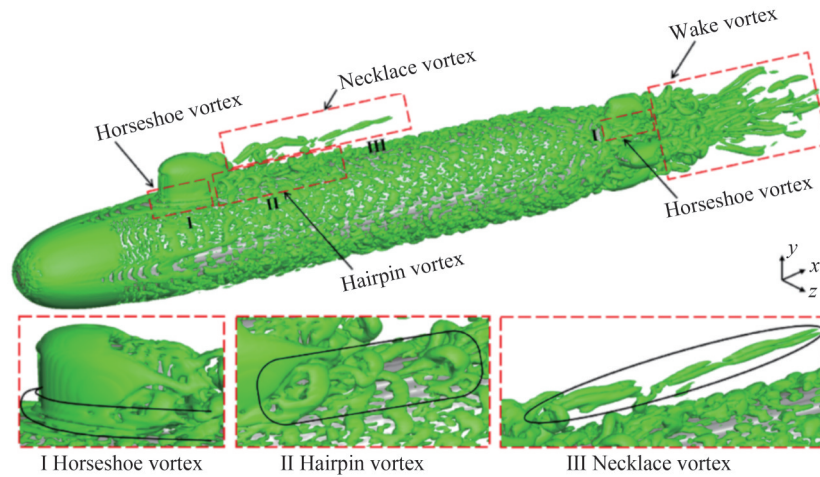 Wake vortex
Necklace vortex
Horseshoe vortex
I
III
I
II
Horseshoe vortex
Hairpin vortex
y
x
z
I Horseshoe vortex
II Hairpin vortex
III Necklace vortex